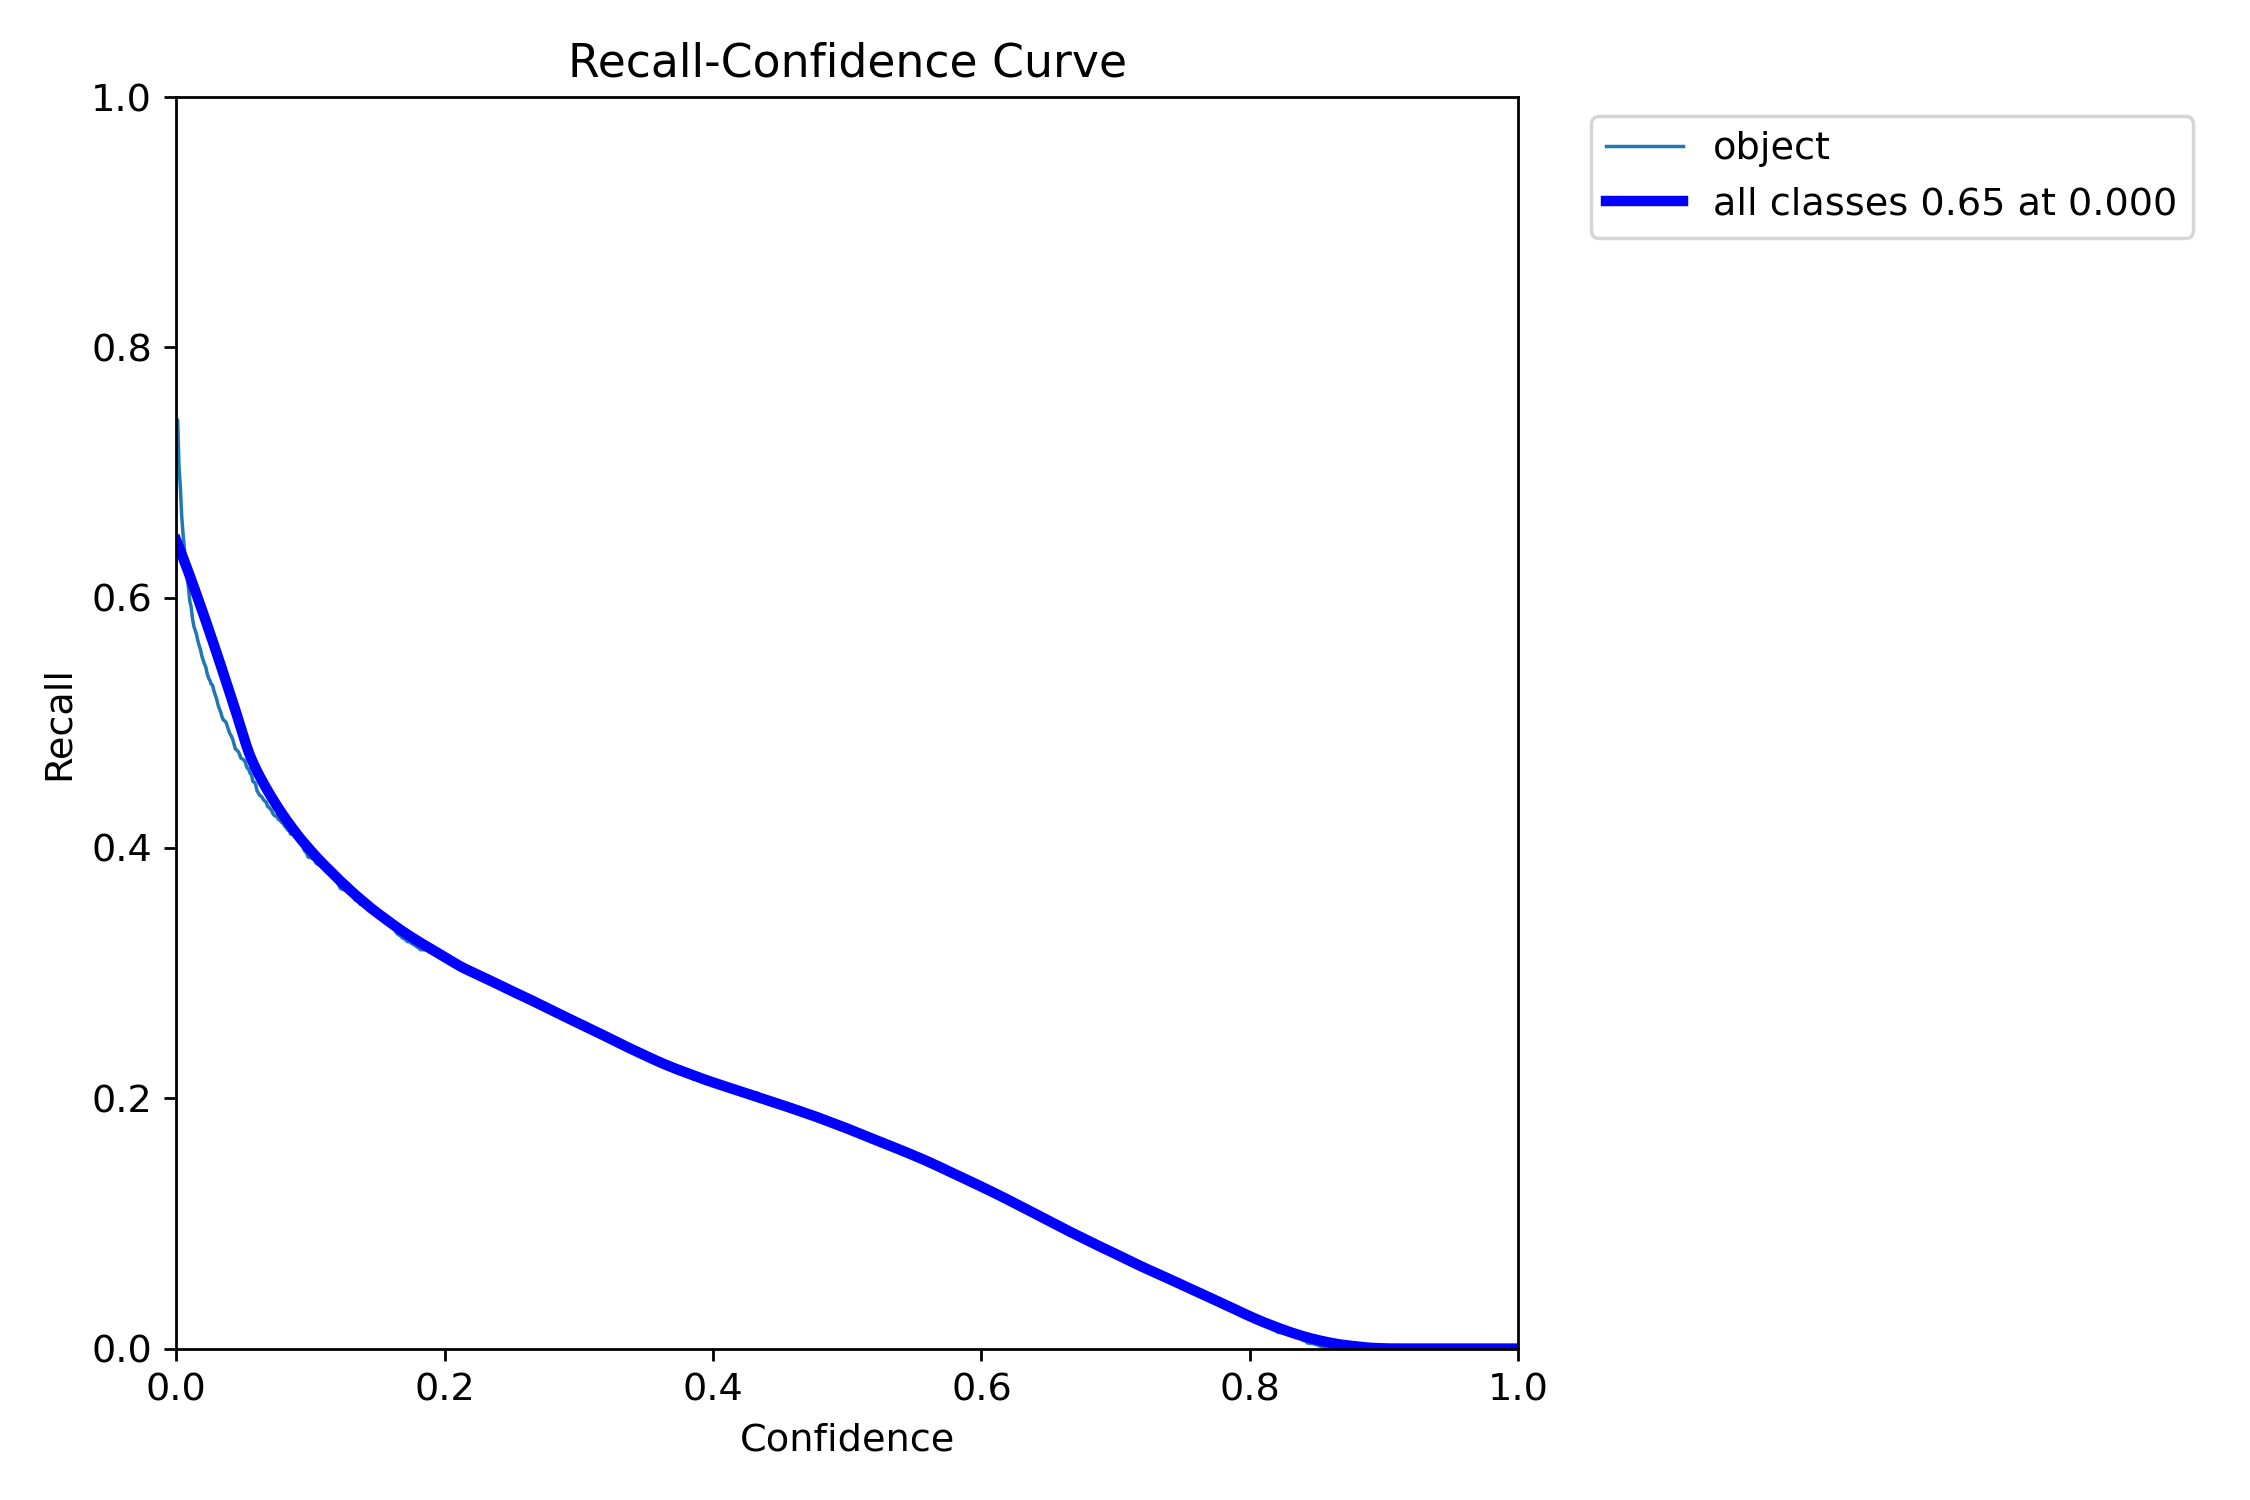 Recall-Confidence Curve
object
all classes 0.65 at 0.000
1.0
0.8
0.6
0.4
0.2
0.0
Recall
0.0 0.2 0.4 0.6 0.8 1.0
Confidence